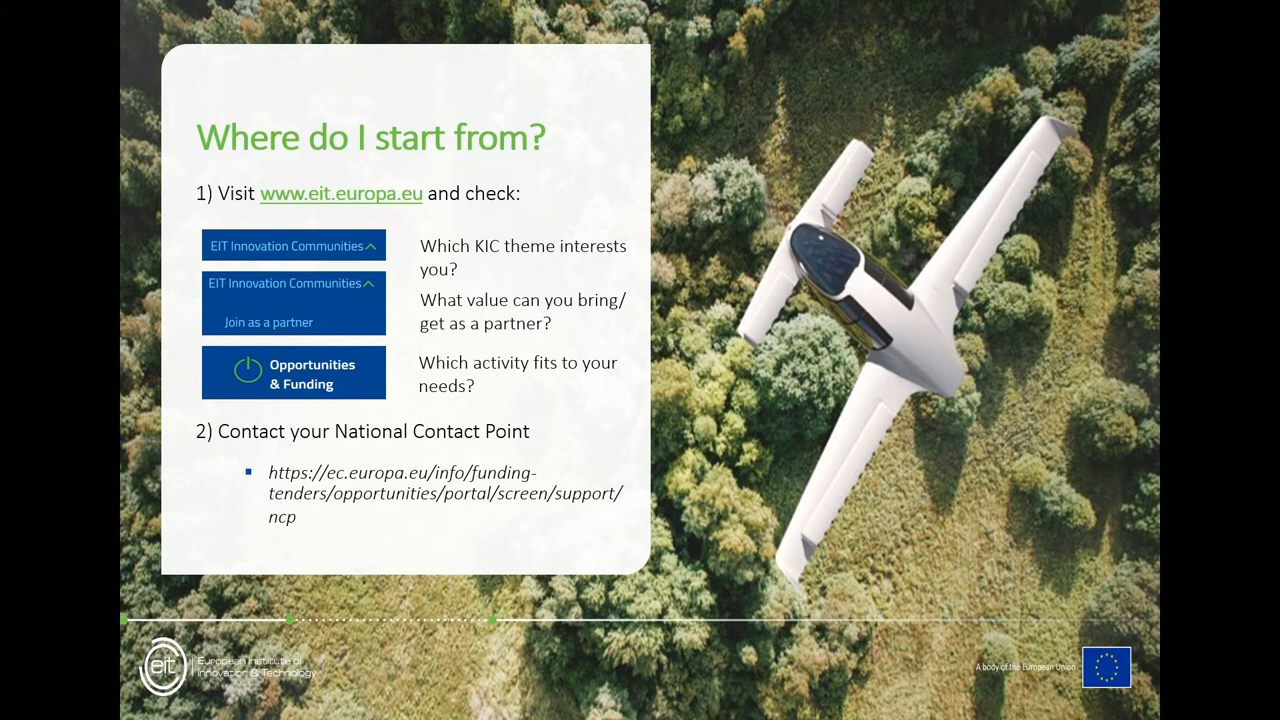 Where do I start from?
1) Visit www.eit.europa.eu and check:
EIT Innovation Communities
Which KIC theme interests
you?
EIT Innovation Communities
Join as a partner
What value can you bring/
get as a partner?
Opportunities
& Funding
Which activity fits to your
needs?
2) Contact your National Contact Point
https://ec.europa.eu/info/funding-
tenders/opportunities/portal/screen/support/
ncp
eit
European Institute of
Innovation & Technology
A body of the European Union